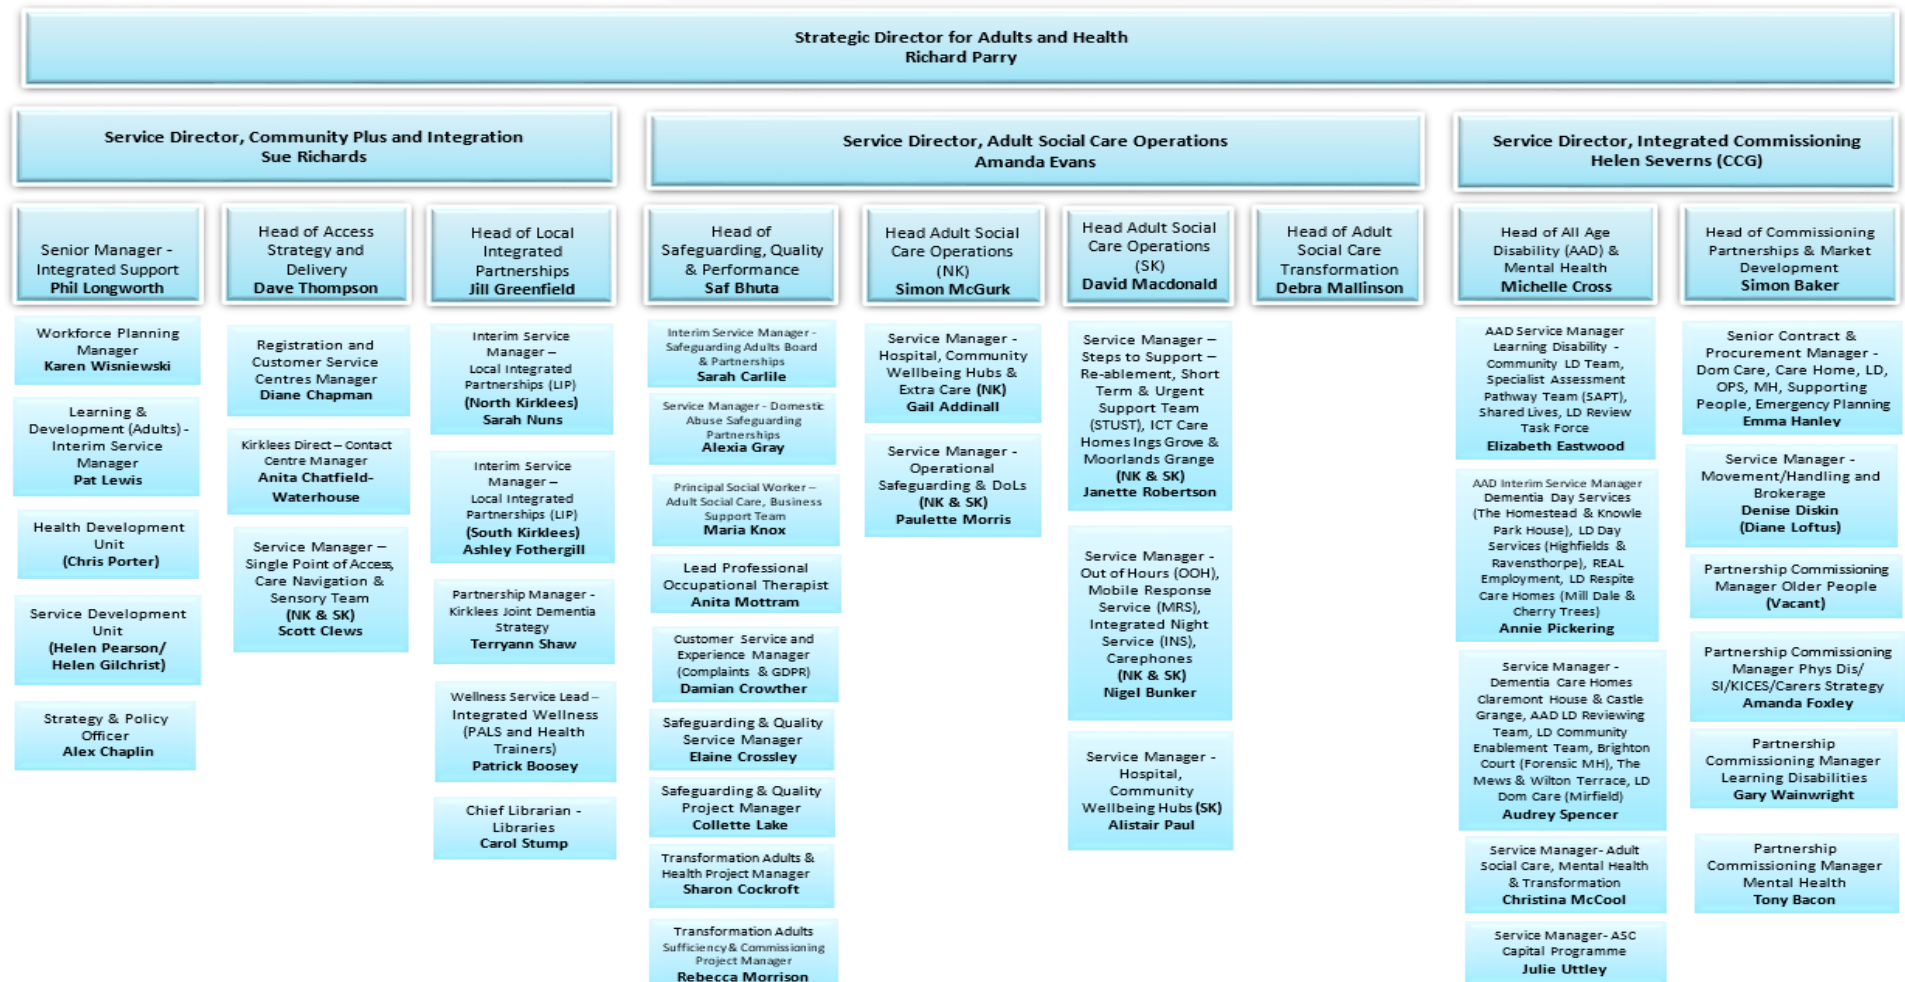 Strategic Director for Adults and Health
Richard Parry
Service Director, Community Plus and Integration
Sue Richards
Service Director, Adult Social Care Operations
Amanda Evans
Service Director, Integrated Commissioning
Helen Severns (CCG)
Senior Manager -
Integrated Support
Phil Longworth
Head of Access
Strategy and
Delivery
Dave Thompson
Head of Local
Integrated
Partnerships
Jill Greenfield
Head of
Safeguarding, Quality
& Performance
Saf Bhuta
Head Adult Social
Care Operations
(NK)
Simon McGurk
Head Adult Social
Care Operations
(SK)
David Macdonald
Head of Adult
Social Care
Transformation
Debra Mallinson
Head of All Age
Disability (AAD) &
Mental Health
Michelle Cross
Head of Commissioning
Partnerships & Market
Development
Simon Baker
Workforce Planning
Manager
Karen Wisniewski
Learning &
Development (Adults) -
Interim Service
Manager
Pat Lewis
Health Development
Unit
(Chris Porter)
Service Development
Unit
(Helen Pearson/
Helen Gilchrist)
Strategy & Policy
Officer
Alex Chaplin
Registration and
Customer Service
Centres Manager
Diane Chapman
Kirklees Direct – Contact
Centre Manager
Anita Chatfield-
Waterhouse
Service Manager –
Single Point of Access,
Care Navigation &
Sensory Team
(NK & SK)
Scott Clews
Interim Service
Manager –
Local Integrated
Partnerships (LIP)
(North Kirklees)
Sarah Nuns
Interim Service
Manager –
Local Integrated
Partnerships (LIP)
(South Kirklees)
Ashley Fothergill
Partnership Manager -
Kirklees Joint Dementia
Strategy
Terryann Shaw
Wellness Service Lead –
Integrated Wellness
(PALS and Health
Trainers)
Patrick Boosey
Chief Librarian -
Libraries
Carol Stump
Interim Service Manager -
Safeguarding Adults Board
& Partnerships
Sarah Carlile
Service Manager - Domestic
Abuse Safeguarding
Partnerships
Alexia Gray
Principal Social Worker –
Adult Social Care, Business
Support Team
Maria Knox
Lead Professional
Occupational Therapist
Anita Mottram
Customer Service and
Experience Manager
(Complaints & GDPR)
Damian Crowther
Safeguarding & Quality
Service Manager
Elaine Crossley
Safeguarding & Quality
Project Manager
Collette Lake
Transformation Adults &
Health Project Manager
Sharon Cockroft
Transformation Adults
Sufficiency & Commissioning
Project Manager
Rebecca Morrison
Service Manager -
Hospital, Community
Wellbeing Hubs &
Extra Care (NK)
Gail Addinall
Service Manager -
Operational
Safeguarding & DoLs
(NK & SK)
Paulette Morris
Service Manager –
Steps to Support –
Re-ablement, Short
Term & Urgent
Support Team
(STUST), ICT Care
Homes Ings Grove &
Moorlands Grange
(NK & SK)
Janette Robertson
Service Manager -
Out of Hours (OOH),
Mobile Response
Service (MRS),
Integrated Night
Service (INS),
Carephones
(NK & SK)
Nigel Bunker
Service Manager -
Hospital,
Community
Wellbeing Hubs (SK)
Alistair Paul
AAD Service Manager
Learning Disability -
Community LD Team,
Specialist Assessment
Pathway Team (SAPT),
Shared Lives, LD Review
Task Force
Elizabeth Eastwood
AAD Interim Service Manager
Dementia Day Services
(The Homestead & Knowle
Park House), LD Day
Services (Highfields &
Ravensthorpe), REAL
Employment, LD Respite
Care Homes (Mill Dale &
Cherry Trees)
Annie Pickering
Service Manager -
Dementia Care Homes
Claremont House & Castle
Grange, AAD LD Reviewing
Team, LD Community
Enablement Team, Brighton
Court (Forensic MH), The
Mews & Wilton Terrace, LD
Dom Care (Mirfield)
Audrey Spencer
Service Manager- Adult
Social Care, Mental Health
& Transformation
Christina McCool
Service Manager- ASC
Capital Programme
Julie Uttley
Senior Contract &
Procurement Manager -
Dom Care, Care Home, LD,
OPS, MH, Supporting
People, Emergency Planning
Emma Hanley
Service Manager -
Movement/Handling and
Brokerage
Denise Diskin
(Diane Loftus)
Partnership Commissioning
Manager Older People
(Vacant)
Partnership Commissioning
Manager Phys Dis/
SI/KICES/Carers Strategy
Amanda Foxley
Partnership
Commissioning Manager
Learning Disabilities
Gary Wainwright
Partnership
Commissioning Manager
Mental Health
Tony Bacon